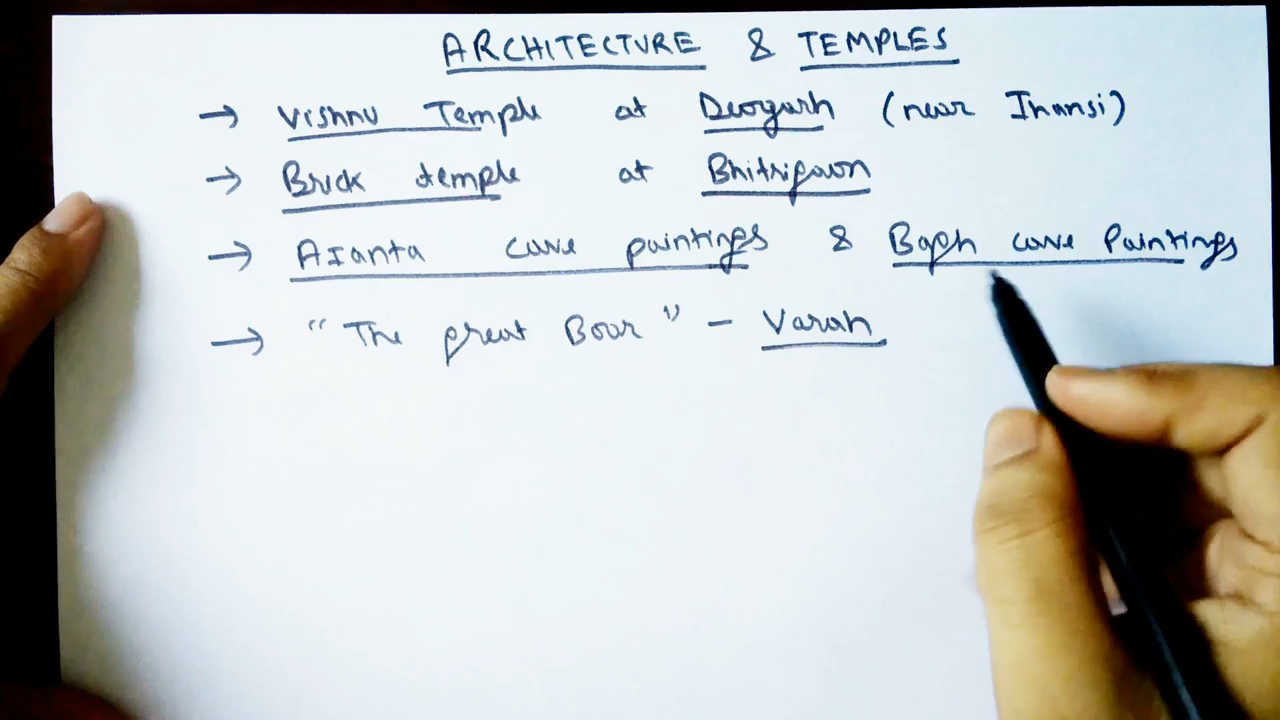 ARCHITECTURE & TEMPLES
→ Vishnu Temple at Deogarh (near Jhansi)
→ Brick temple at Bhitrigaon
→ Ajanta cave paintings & Bagh cave Paintings
→ "The great Boar" - Varah